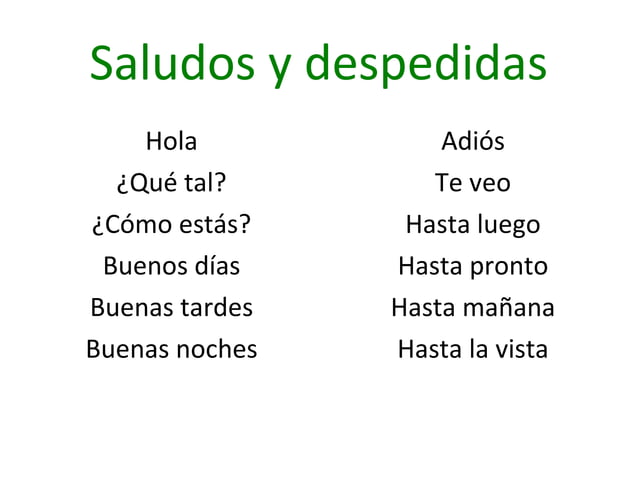 Saludos y despedidas
Hola
¿Qué tal?
¿Cómo estás?
Buenos días
Buenas tardes
Buenas noches
Adiós
Te veo
Hasta luego
Hasta pronto
Hasta mañana
Hasta la vista